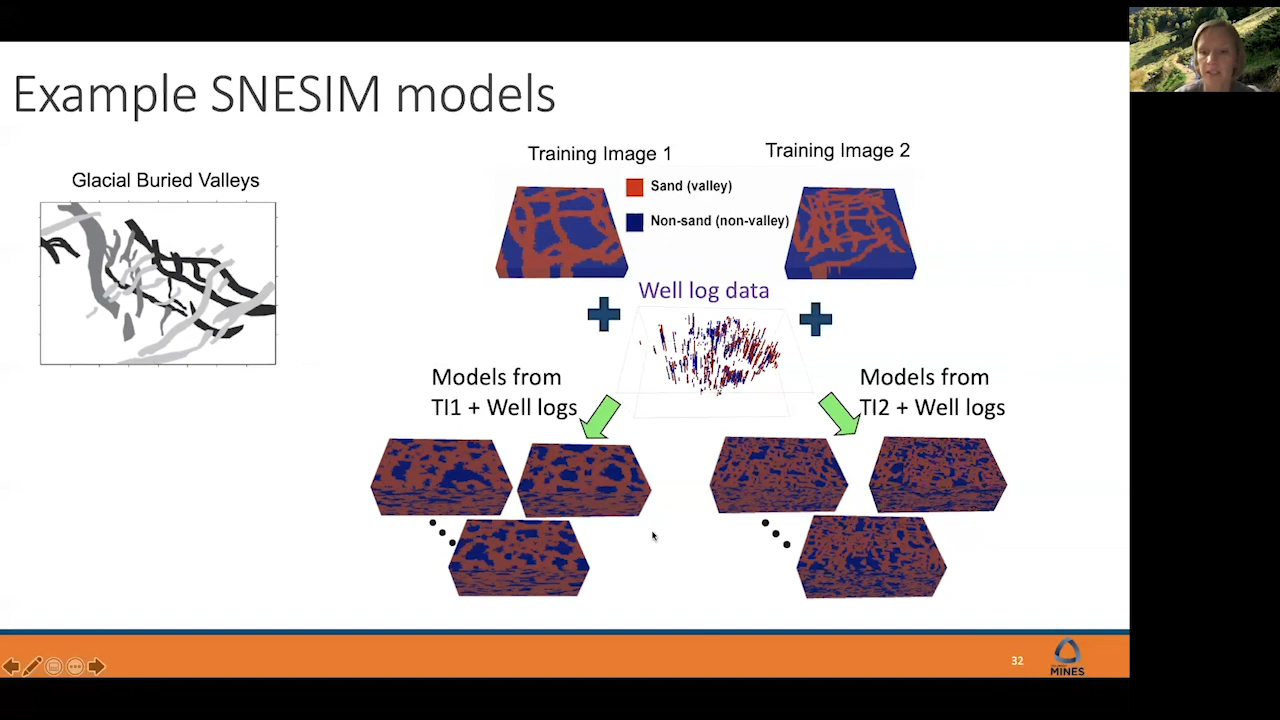 Example SNESIM models
Glacial Buried Valleys
Training Image 1
Training Image 2
Sand (valley)
Non-sand (non-valley)
Well log data
Models from
TI1 + Well logs
Models from
TI2 + Well logs
32
MINES